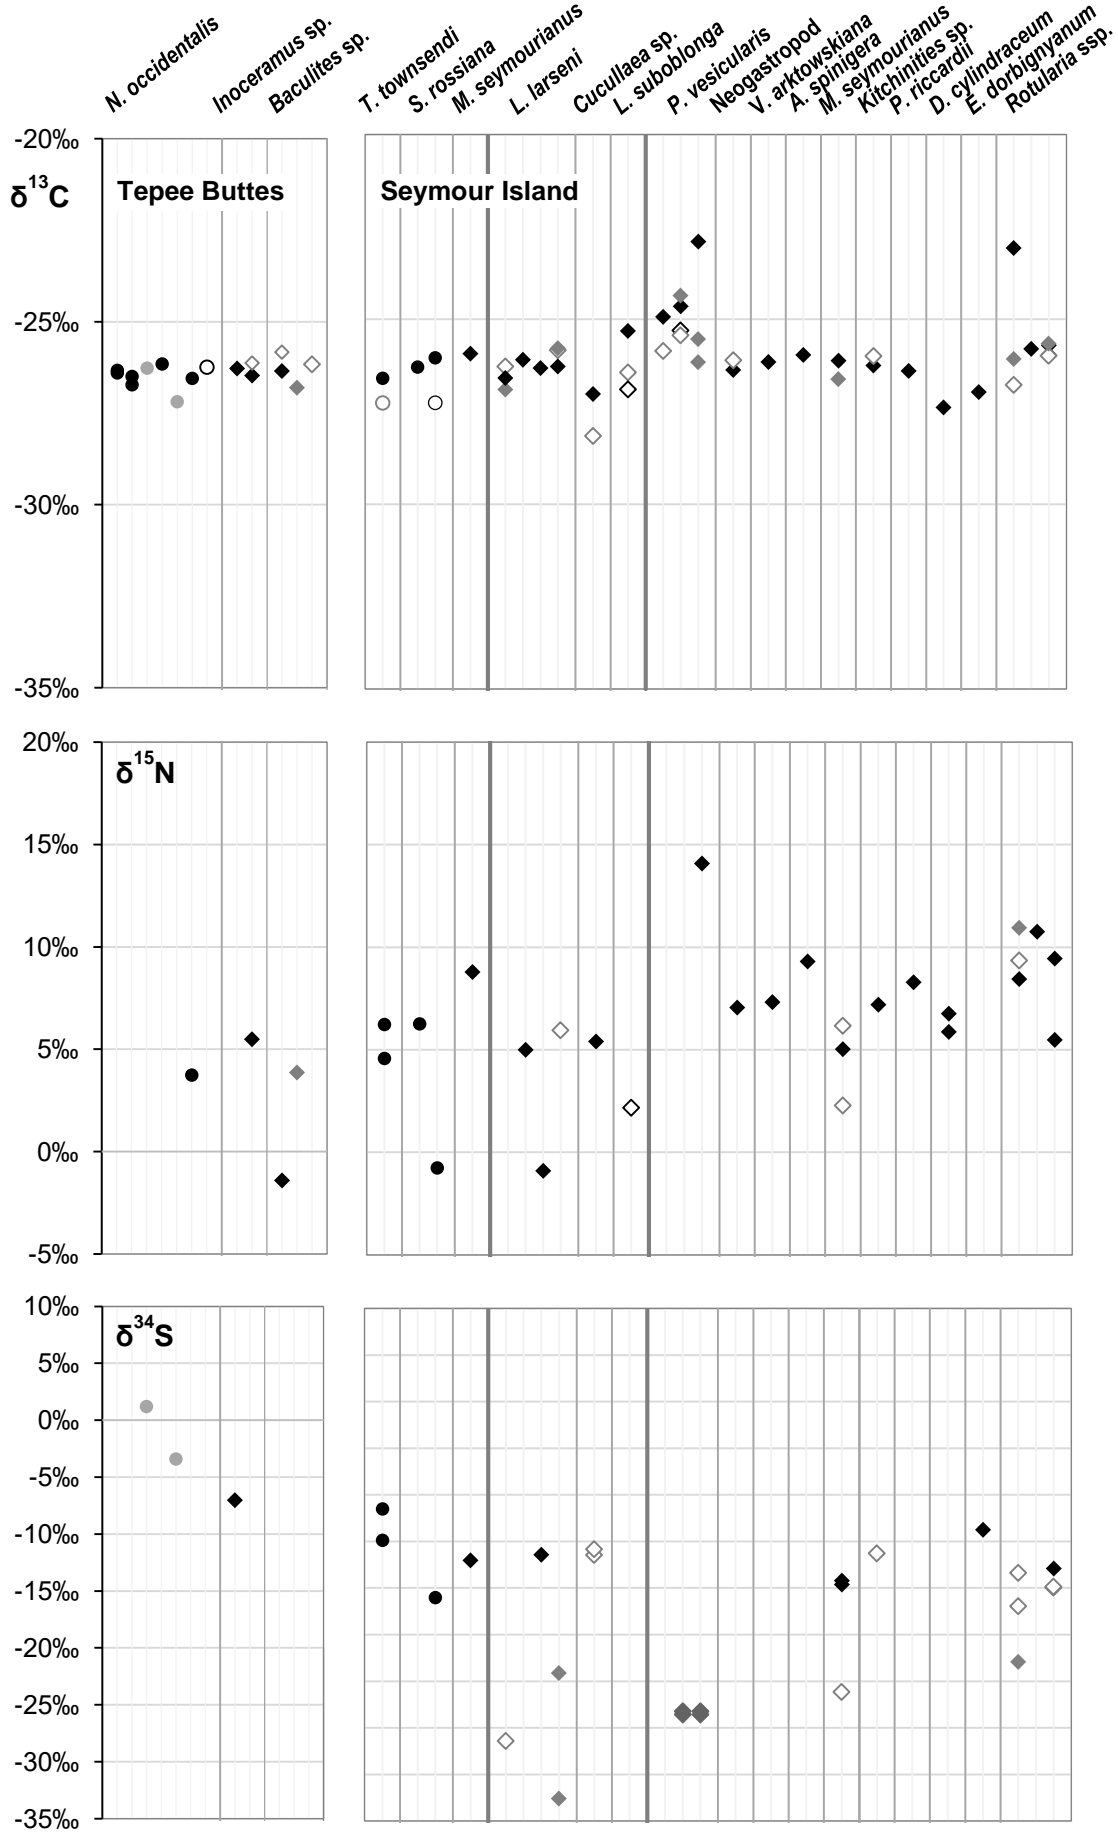 N. occidentalis
Inoceramus sp.
Baculites sp.
T. townsendi
S. rossiana
M. seymourianus
L. larseni
Cucullaea sp.
L. suboblonga
P. vesicularis
Neogastropod
V. arktowskiana
A. spinigera
M. seymourianus
Kitchinities sp.
P. riccardii
D. cylindraceum
E. dorbignyanum
Rotularia ssp.
-20‰
δ13C
Tepee Buttes
Seymour Island
-25‰
-30‰
-35‰
20‰
δ15N
15‰
10‰
5‰
0‰
-5‰
10‰
δ34S
5‰
0‰
-5‰
-10‰
-15‰
-20‰
-25‰
-30‰
-35‰